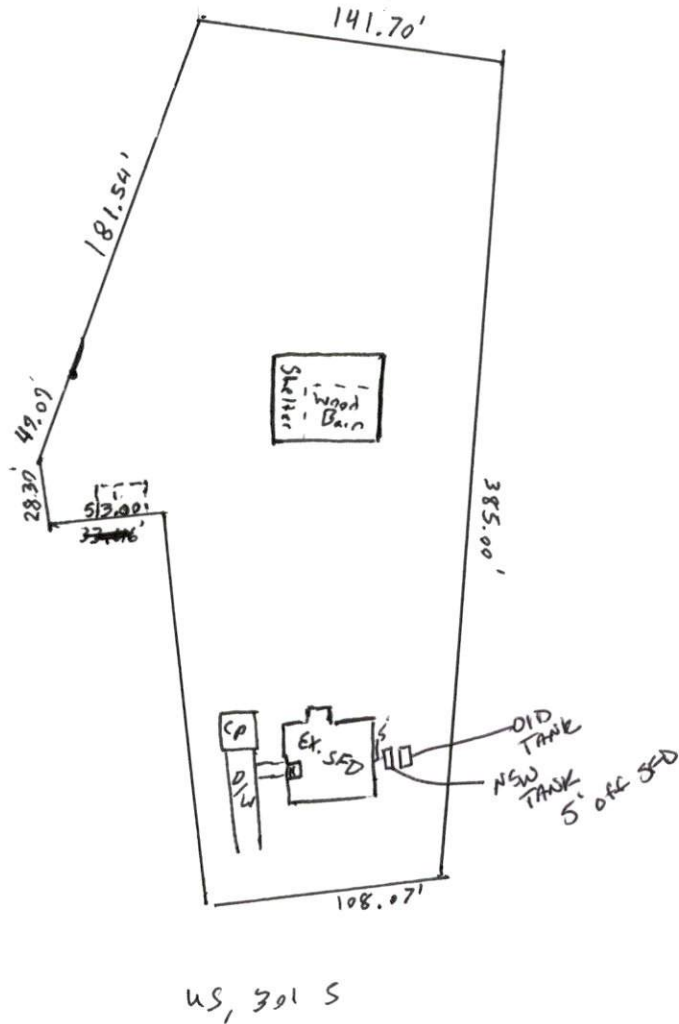 141.70'
181.54'
49.09'
28.30'
53.00'
385.00'
Shelter
Wood
Barn
CP
D/W
EX. SFD
5'
OLD
TANK
NEW
TANK
5' off SFD
108.07'
US, 301 S